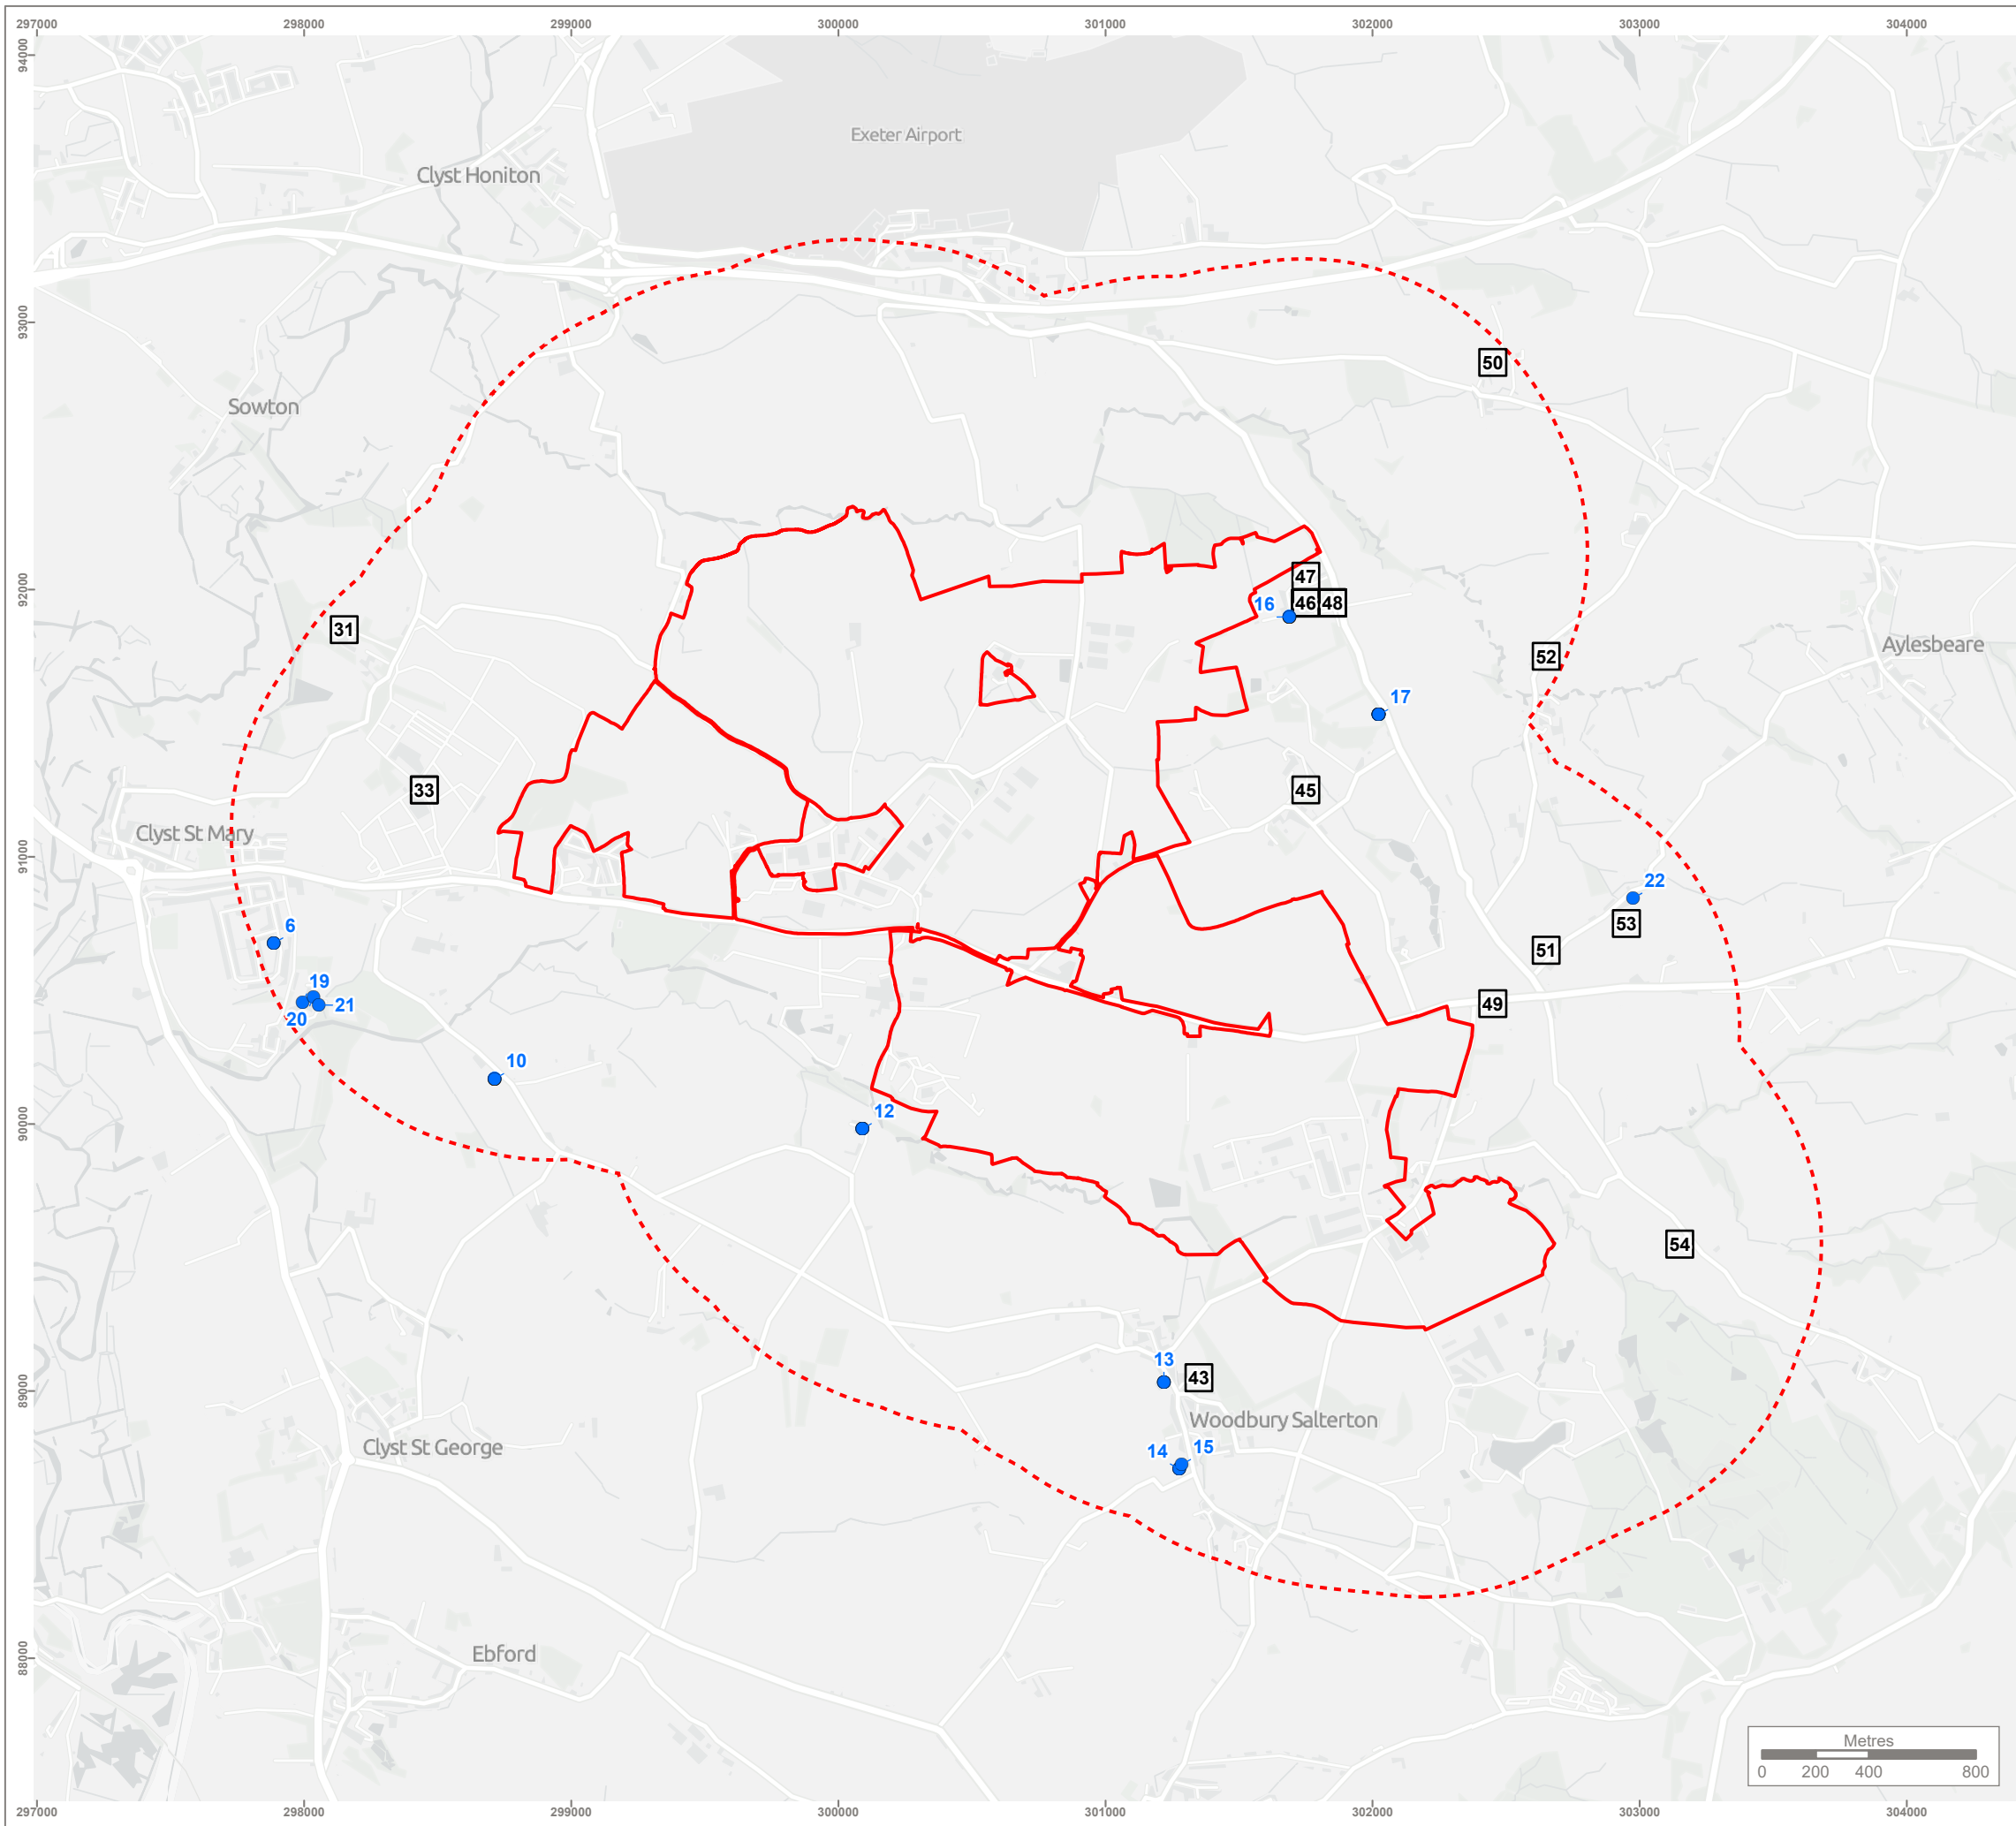 297000 298000 299000 300000 301000 302000 303000 304000
94000
Exeter Airport
Clyst Honiton
93000
50
Sowton
92000
47
16 46 48
31
52
Aylesbeare
17
33
45
Clyst St Mary
91000
22
53
6
51
19
49
21
20
10
12
90000
54
13
43
89000
Woodbury Salterton
Clyst St George
14 15
88000
Ebford
Metres
0 200 400 800
297000 298000 299000 300000 301000 302000 303000 304000